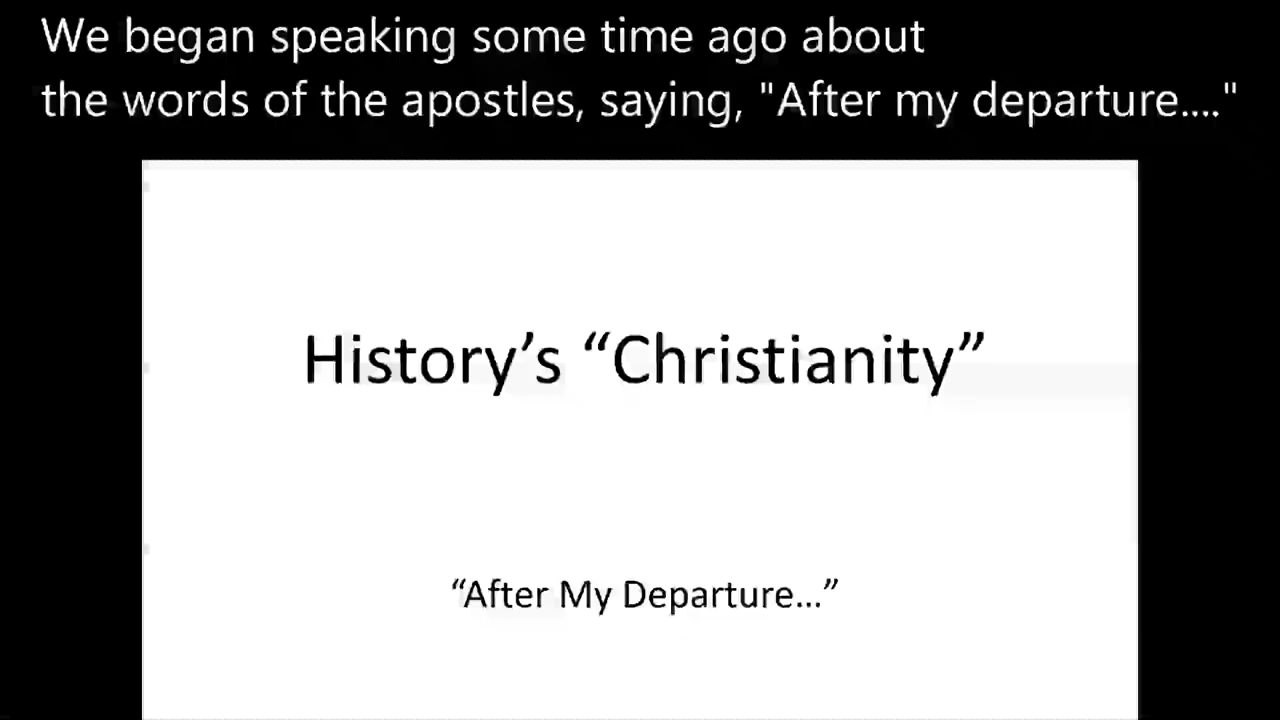 We began speaking some time ago about
the words of the apostles, saying, "After my departure...."
History’s “Christianity”
“After My Departure…”